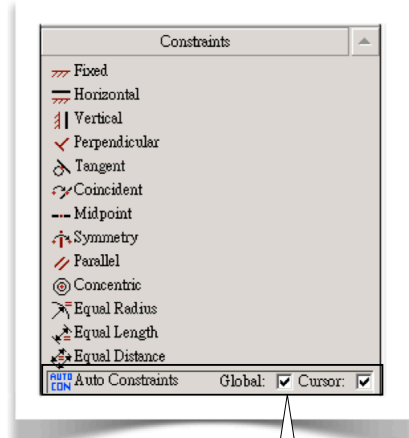 Constraints
Fixed
Horizontal
Vertical
Perpendicular
Tangent
Coincident
Midpoint
Symmetry
Parallel
Concentric
Equal Radius
Equal Length
Equal Distance
AUTO CON Auto Constraints Global: Cursor: